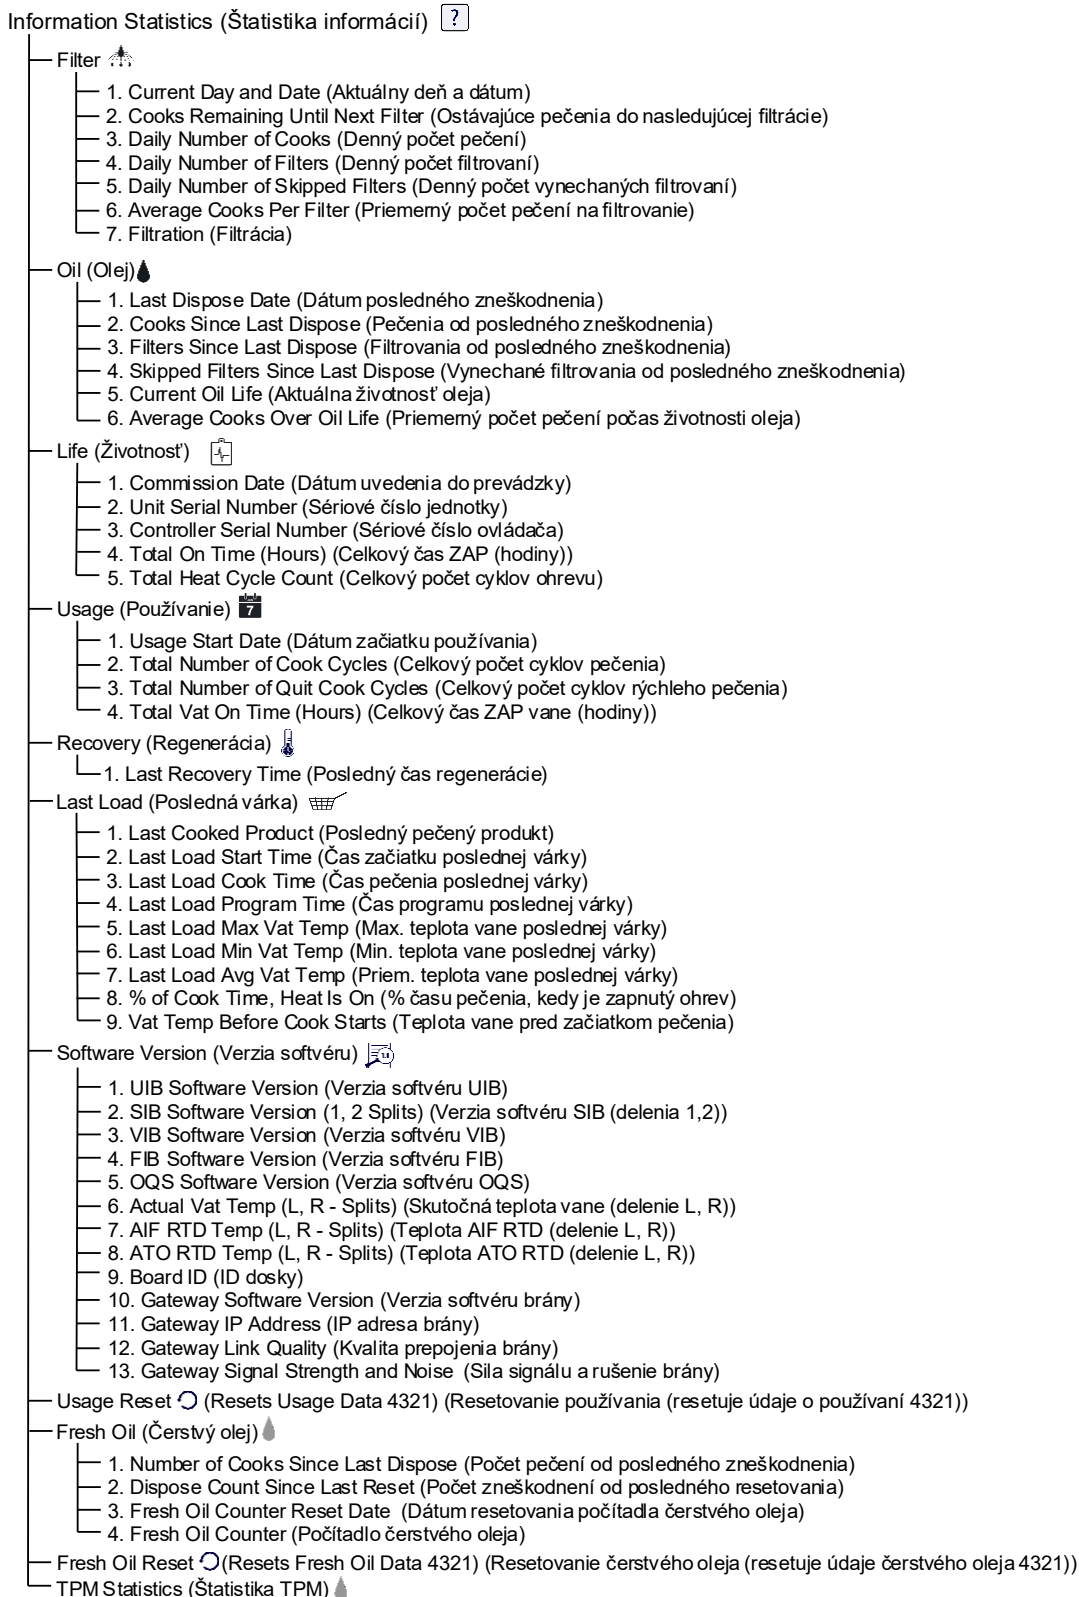 Information Statistics (Štatistika informácií) ?
Filter
1. Current Day and Date (Aktuálny deň a dátum)
2. Cooks Remaining Until Next Filter (Ostávajúce pečenia do nasledujúcej filtrácie)
3. Daily Number of Cooks (Denný počet pečení)
4. Daily Number of Filters (Denný počet filtrovaní)
5. Daily Number of Skipped Filters (Denný počet vynechaných filtrovaní)
6. Average Cooks Per Filter (Priemerný počet pečení na filtrovanie)
7. Filtration (Filtrácia)
Oil (Olej)
1. Last Dispose Date (Dátum posledného zneškodnenia)
2. Cooks Since Last Dispose (Pečenia od posledného zneškodnenia)
3. Filters Since Last Dispose (Filtrovania od posledného zneškodnenia)
4. Skipped Filters Since Last Dispose (Vynechané filtrovania od posledného zneškodnenia)
5. Current Oil Life (Aktuálna životnosť oleja)
6. Average Cooks Over Oil Life (Priemerný počet pečení počas životnosti oleja)
Life (Životnosť)
1. Commission Date (Dátum uvedenia do prevádzky)
2. Unit Serial Number (Sériové číslo jednotky)
3. Controller Serial Number (Sériové číslo ovládača)
4. Total On Time (Hours) (Celkový čas ZAP (hodiny))
5. Total Heat Cycle Count (Celkový počet cyklov ohrevu)
Usage (Používanie) 7
1. Usage Start Date (Dátum začiatku používania)
2. Total Number of Cook Cycles (Celkový počet cyklov pečenia)
3. Total Number of Quit Cook Cycles (Celkový počet cyklov rýchleho pečenia)
4. Total Vat On Time (Hours) (Celkový čas ZAP vane (hodiny))
Recovery (Regenerácia)
1. Last Recovery Time (Posledný čas regenerácie)
Last Load (Posledná várka)
1. Last Cooked Product (Posledný pečený produkt)
2. Last Load Start Time (Čas začiatku poslednej várky)
3. Last Load Cook Time (Čas pečenia poslednej várky)
4. Last Load Program Time (Čas programu poslednej várky)
5. Last Load Max Vat Temp (Max. teplota vane poslednej várky)
6. Last Load Min Vat Temp (Min. teplota vane poslednej várky)
7. Last Load Avg Vat Temp (Priem. teplota vane poslednej várky)
8. % of Cook Time, Heat Is On (% času pečenia, kedy je zapnutý ohrev)
9. Vat Temp Before Cook Starts (Teplota vane pred začiatkom pečenia)
Software Version (Verzia softvéru) 1.1
1. UIB Software Version (Verzia softvéru UIB)
2. SIB Software Version (1, 2 Splits) (Verzia softvéru SIB (delenia 1,2))
3. VIB Software Version (Verzia softvéru VIB)
4. FIB Software Version (Verzia softvéru FIB)
5. OQS Software Version (Verzia softvéru OQS)
6. Actual Vat Temp (L, R - Splits) (Skutočná teplota vane (delenie L, R))
7. AIF RTD Temp (L, R - Splits) (Teplota AIF RTD (delenie L, R))
8. ATO RTD Temp (L, R - Splits) (Teplota ATO RTD (delenie L, R))
9. Board ID (ID dosky)
10. Gateway Software Version (Verzia softvéru brány)
11. Gateway IP Address (IP adresa brány)
12. Gateway Link Quality (Kvalita prepojenia brány)
13. Gateway Signal Strength and Noise (Sila signálu a rušenie brány)
Usage Reset (Resets Usage Data 4321) (Resetovanie používania (resetuje údaje o používaní 4321))
Fresh Oil (Čerstvý olej)
1. Number of Cooks Since Last Dispose (Počet pečení od posledného zneškodnenia)
2. Dispose Count Since Last Reset (Počet zneškodnení od posledného resetovania)
3. Fresh Oil Counter Reset Date (Dátum resetovania počítadla čerstvého oleja)
4. Fresh Oil Counter (Počítadlo čerstvého oleja)
Fresh Oil Reset (Resets Fresh Oil Data 4321) (Resetovanie čerstvého oleja (resetuje údaje čerstvého oleja 4321))
TPM Statistics (Štatistika TPM)